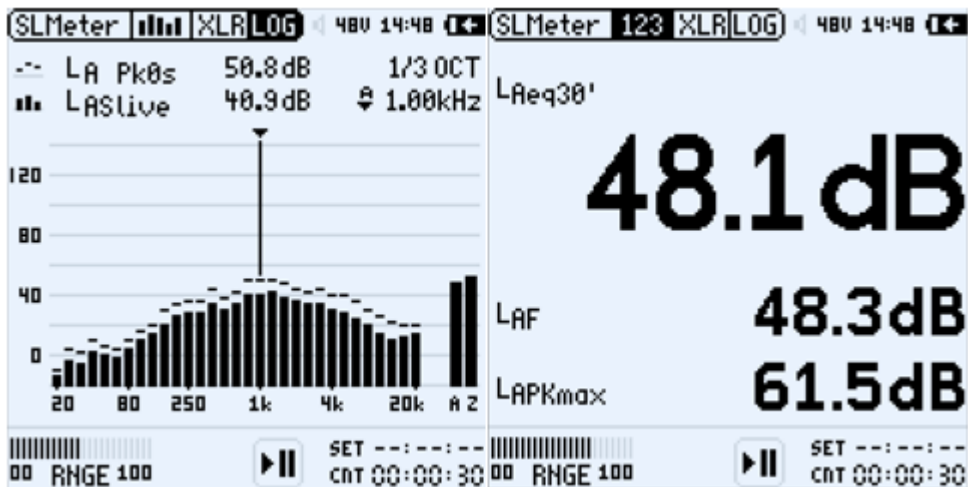 SLMeter XLR LOG 48V 14:48
LA Pk0s 50.8dB 1/3 OCT
LASlive 40.9dB 1.00kHz
120
80
40
0
20 80 250 1k 4k 20k A Z
SET --:--:--
00 RNGE 100 CNT 00:00:30
SLMeter 123 XLR LOG 48V 14:48
LAeq30'
48.1dB
LAF 48.3dB
LAPKmax 61.5dB
SET --:--:--
00 RNGE 100 CNT 00:00:30